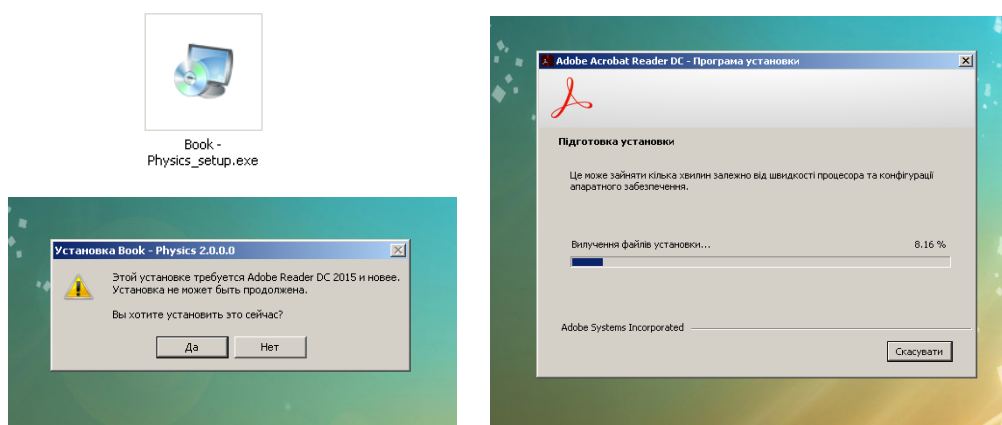 Book -
Physics_setup.exe
Установка Book - Physics 2.0.0.0
Этой установке требуется Adobe Reader DC 2015 и новее.
Установка не может быть продолжена.
Вы хотите установить это сейчас?
Да
Нет
Adobe Acrobat Reader DC - Програма установки
Підготовка установки
Це може зайняти кілька хвилин залежно від швидкості процесора та конфігурації
апаратного забезпечення.
Вилучення файлів установки...
8.16 %
Adobe Systems Incorporated
Скасувати